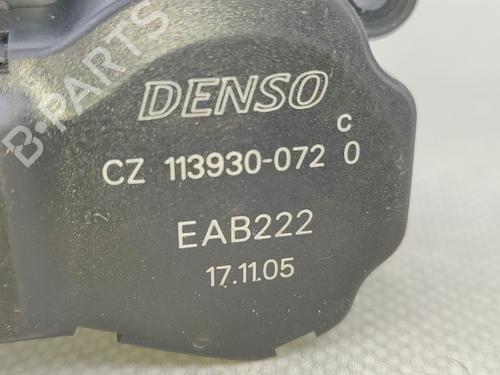 B-PARTS
DENSO
C
CZ 113930-072 0
EAB222
17.11.05